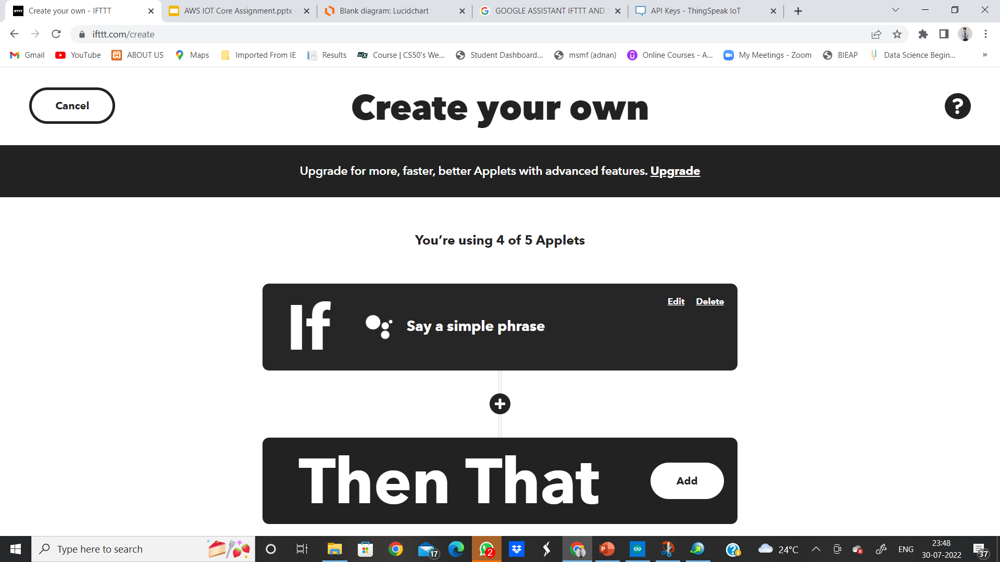 Create your own - IFTTT
AWS IOT Core Assignment.pptx -
Blank diagram: Lucidchart
GOOGLE ASSISTANT IFTTT AND T
API Keys - ThingSpeak IoT
ifttt.com/create
Gmail
YouTube
ABOUT US
Maps
Imported From IE
Results
Course | CS50's We...
Student Dashboard...
msmf (adnan)
Online Courses - A...
My Meetings - Zoom
BIEAP
Data Science Begin...
»
Cancel
Create your own
?
Upgrade for more, faster, better Applets with advanced features. Upgrade
You’re using 4 of 5 Applets
If
Say a simple phrase
Edit
Delete
Then That
Add
Type here to search
17
2
24°C
ENG
23:48
30-07-2022
37